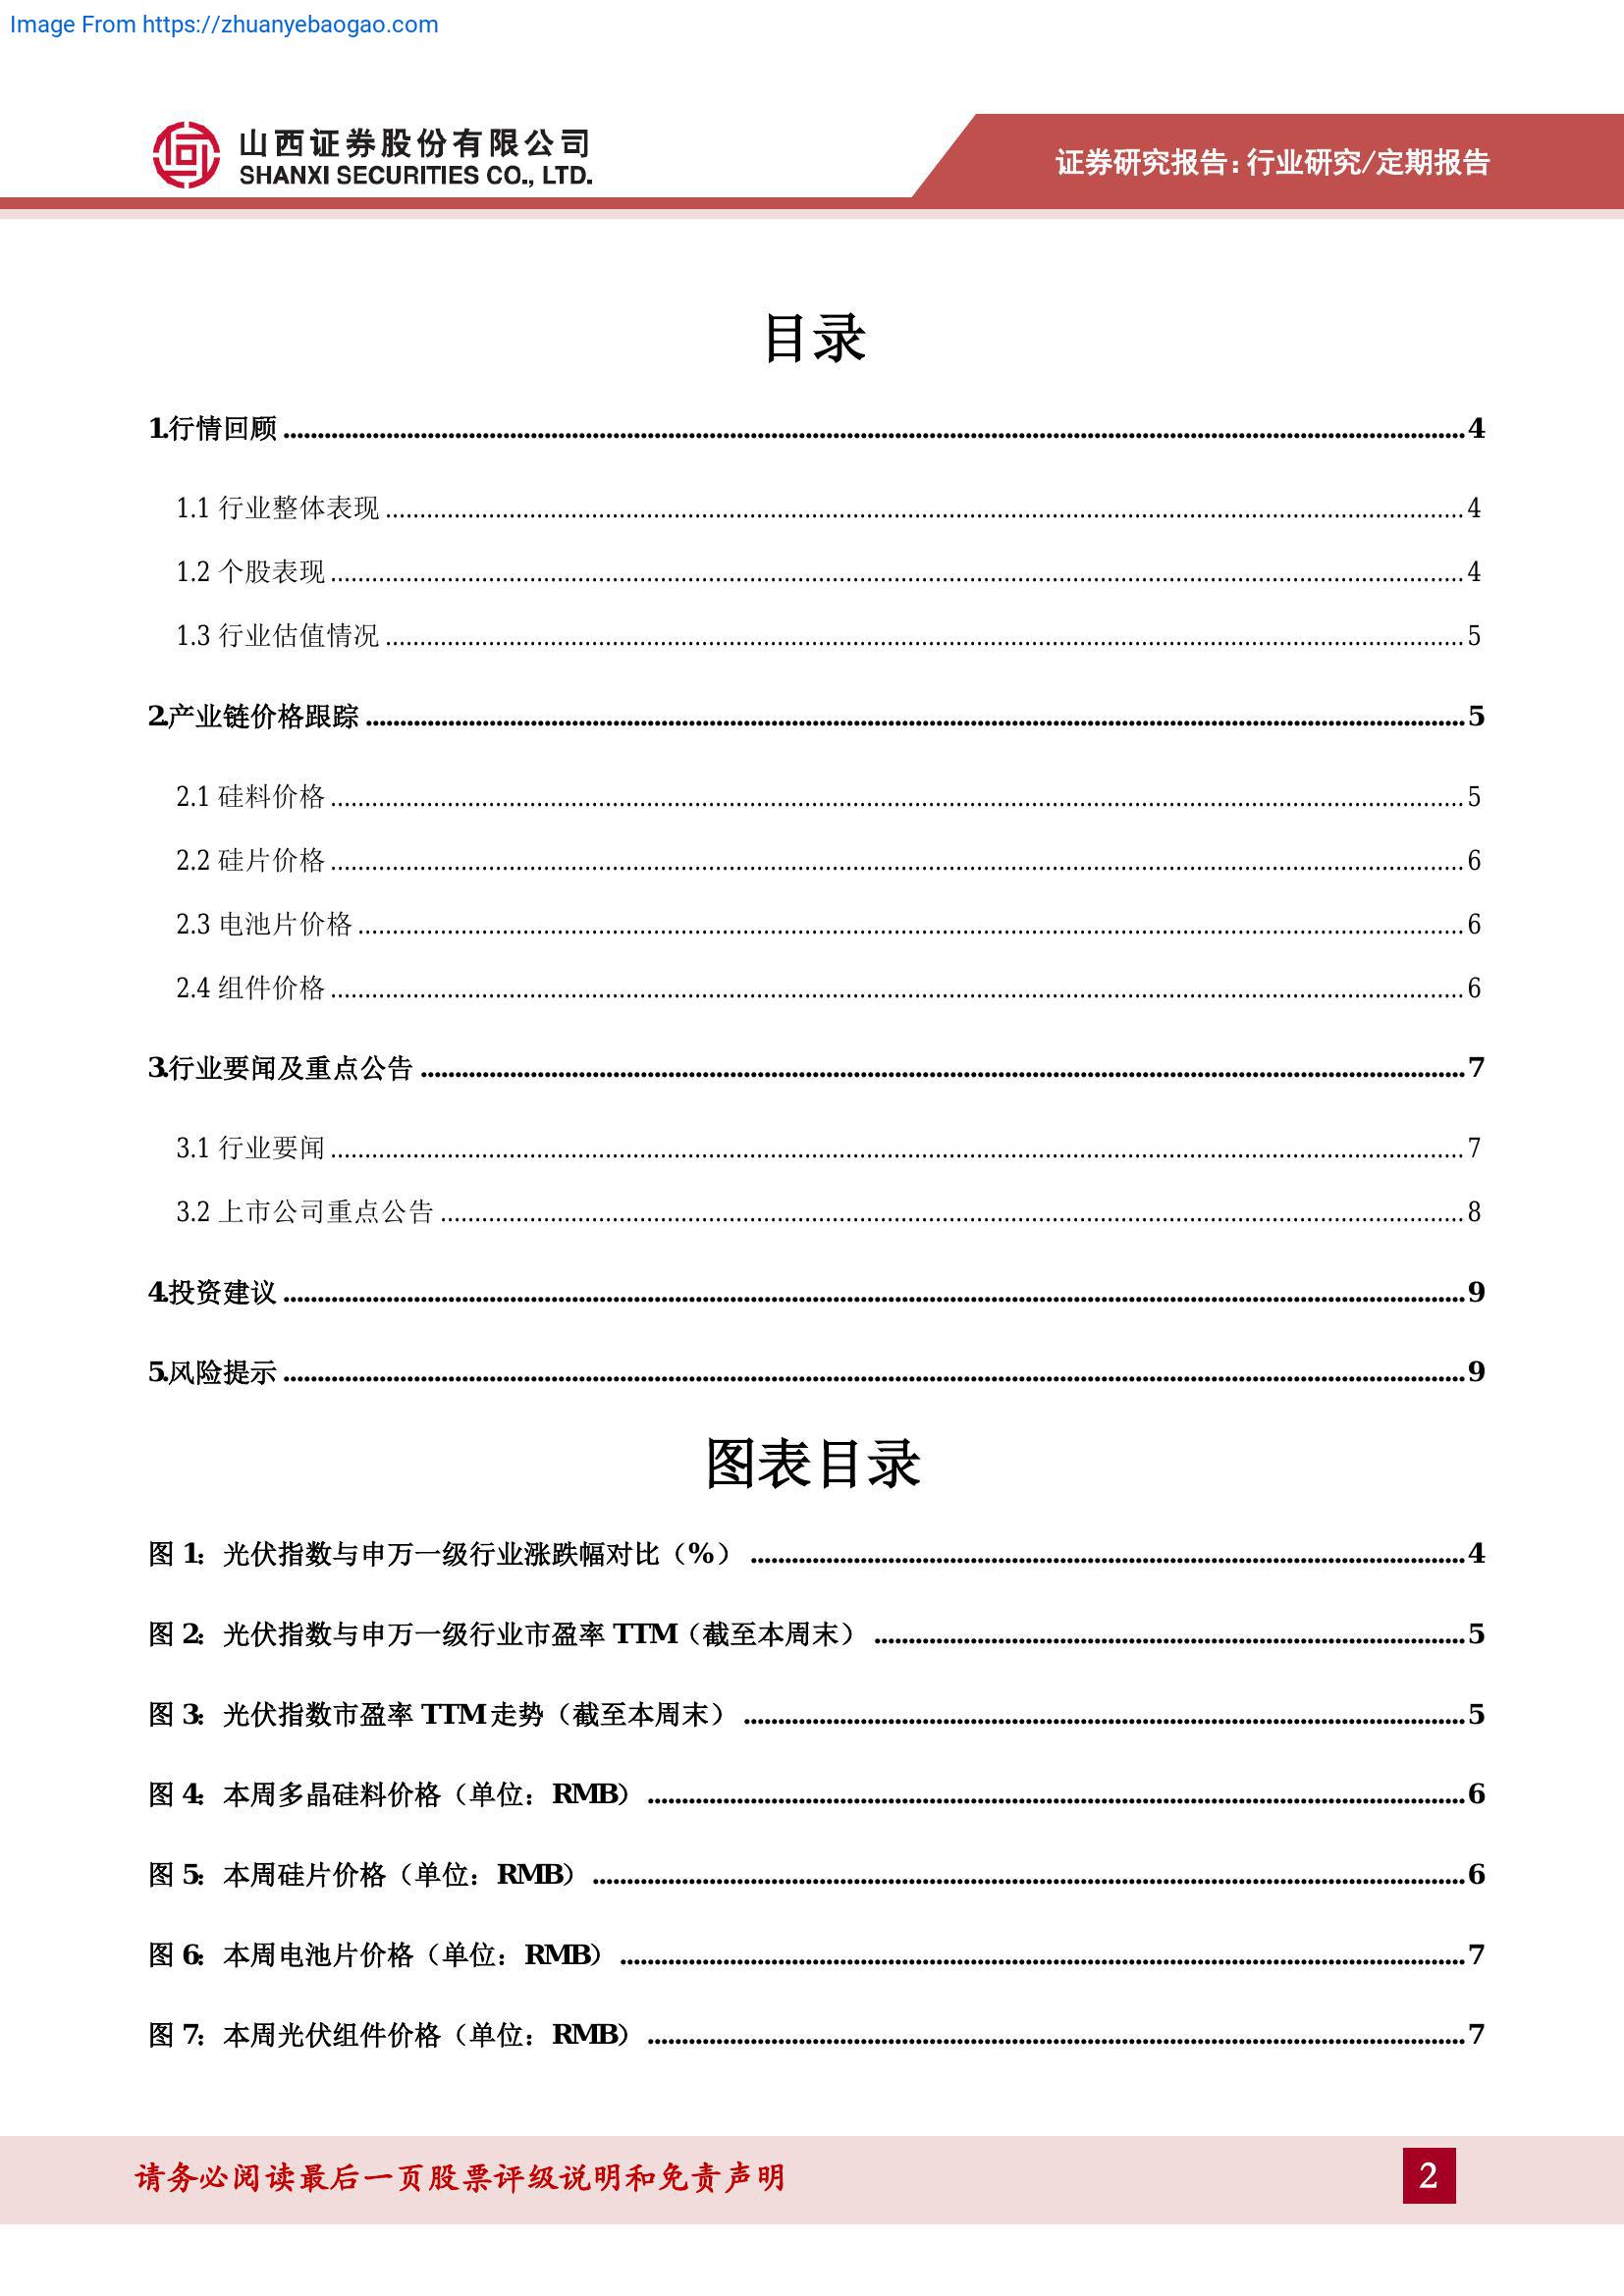 Image From https://zhuanyebaogao.com
山西证券股份有限公司
SHANXI SECURITIES CO., LTD.
证券研究报告:行业研究/定期报告
目录
1.行情回顾 4
1.1 行业整体表现 4
1.2 个股表现 4
1.3 行业估值情况 5
2.产业链价格跟踪 5
2.1 硅料价格 5
2.2 硅片价格 6
2.3 电池片价格 6
2.4 组件价格 6
3.行业要闻及重点公告 7
3.1 行业要闻 7
3.2 上市公司重点公告 8
4.投资建议 9
5.风险提示 9
图表目录
图 1: 光伏指数与申万一级行业涨跌幅对比（%） 4
图 2: 光伏指数与申万一级行业市盈率 TTM（截至本周末） 5
图 3: 光伏指数市盈率 TTM 走势（截至本周末） 5
图 4: 本周多晶硅料价格（单位：RMB） 6
图 5: 本周硅片价格（单位：RMB） 6
图 6: 本周电池片价格（单位：RMB） 7
图 7: 本周光伏组件价格（单位：RMB） 7
请务必阅读最后一页股票评级说明和免责声明
2